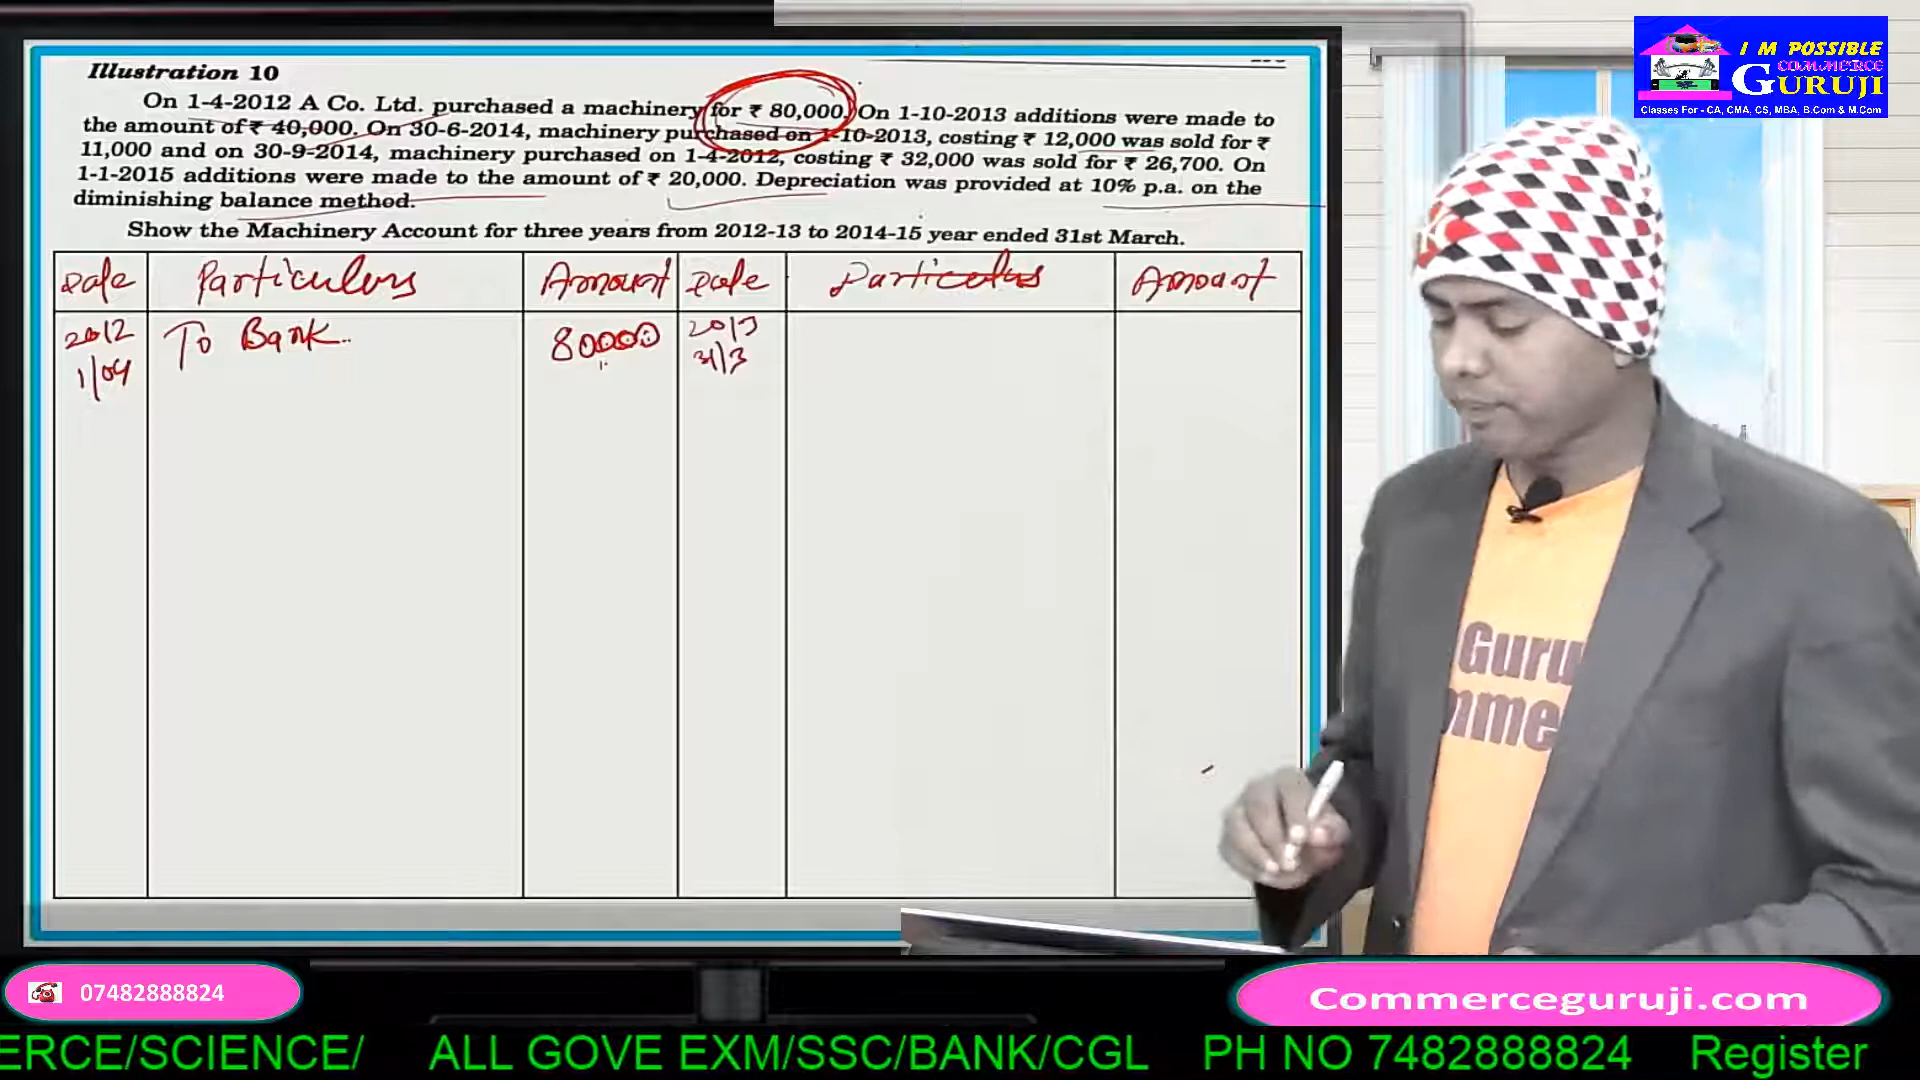 Illustration 10
On 1-4-2012 A Co. Ltd. purchased a machinery for ₹ 80,000. On 1-10-2013 additions were made to
the amount of ₹ 40,000. On 30-6-2014, machinery purchased on 1-10-2013, costing ₹ 12,000 was sold for ₹
11,000 and on 30-9-2014, machinery purchased on 1-4-2012, costing ₹ 32,000 was sold for ₹ 26,700. On
1-1-2015 additions were made to the amount of ₹ 20,000. Depreciation was provided at 10% p.a. on the
diminishing balance method.
Show the Machinery Account for three years from 2012-13 to 2014-15 year ended 31st March.
Date Particulars Amount Date Particulars Amount
2012 To Bank 80000 2013
1/04 31/3
I M POSSIBLE
COMMERCE
GURUJI
Classes For - CA, CMA, CS, MBA, B.Com & M.Com
Guru
mme
07482888824
Commerceguruji.com
ERCE/SCIENCE/ ALL GOVE EXM/SSC/BANK/CGL PH NO 7482888824 Register